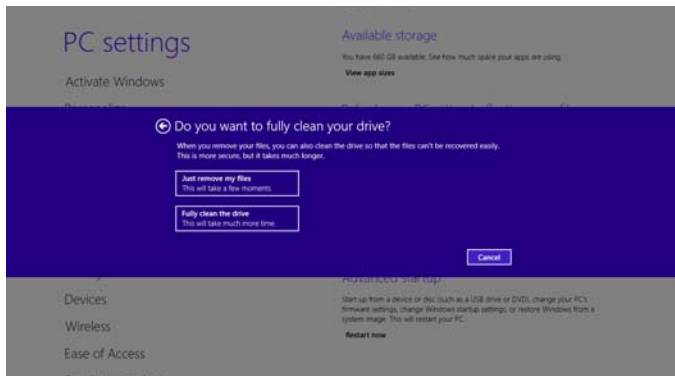 PC settings
Activate Windows
Available storage
You have 660 GB available. See how much space your apps are using.
View app sizes
Do you want to fully clean your drive?
When you remove your files, you can also clean the drive so that the files can't be recovered easily.
This is more secure, but it takes much longer.
Just remove my files
This will take a few moments.
Fully clean the drive
This will take much more time.
Cancel
Devices
Wireless
Ease of Access
Advanced startup
Start up from a device or disc (such as a USB drive or DVD), change your PC's
firmware settings, change Windows startup settings, or restore Windows from a
system image. This will restart your PC.
Restart now